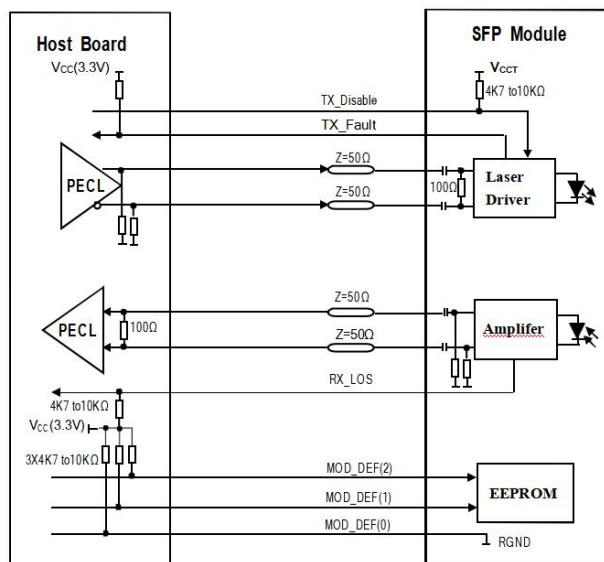 Host Board
SFP Module
VCC(3.3V)
VCCT
4K7 to10KΩ
TX_Disable
TX_Fault
PECL
Z=50Ω
Z=50Ω
100Ω
Laser
Driver
PECL
100Ω
Z=50Ω
Z=50Ω
Amplifer
RX_LOS
4K7 to10KΩ
VCC(3.3V)
3X4K7 to10KΩ
MOD_DEF(2)
MOD_DEF(1)
MOD_DEF(0)
EEPROM
RGND